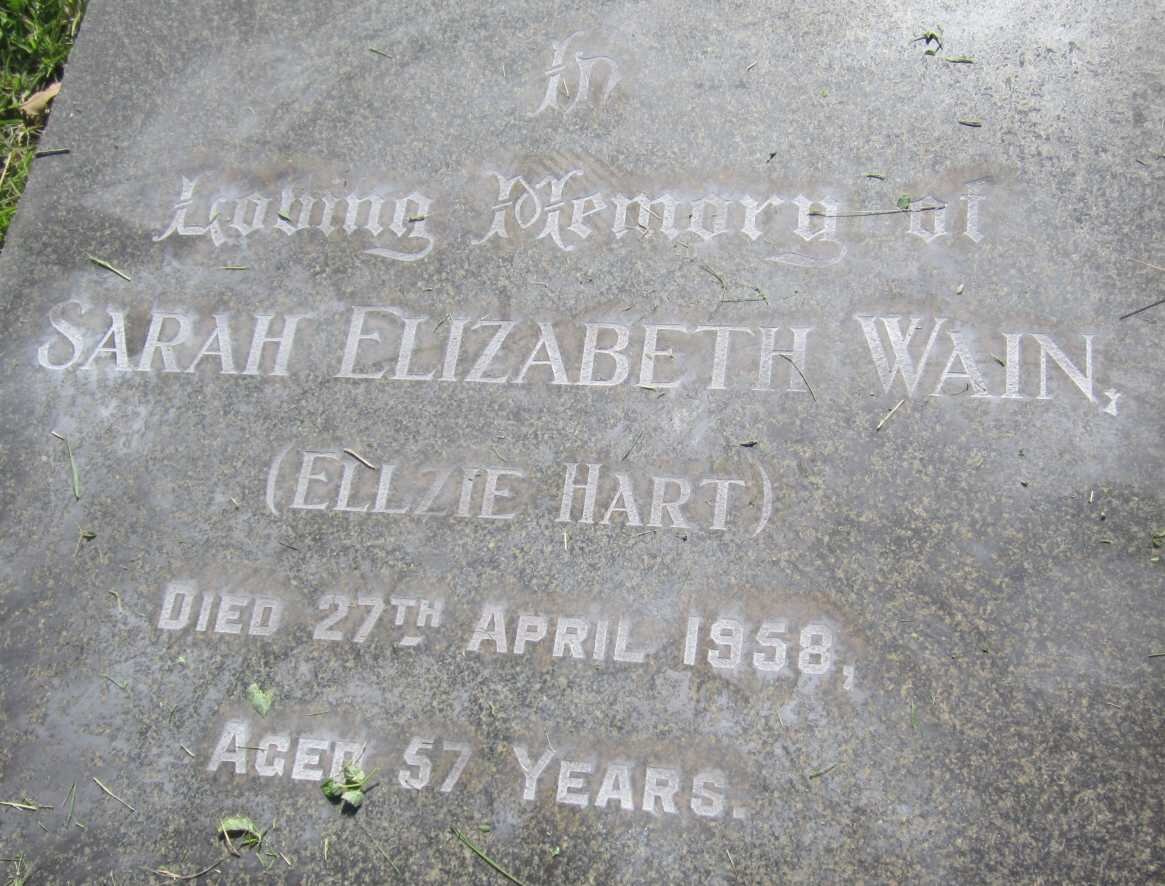 In
Loving Memory of
SARAH ELIZABETH WAIN,
(ELLZIE HART)
DIED 27TH APRIL 1958,
AGED 57 YEARS.